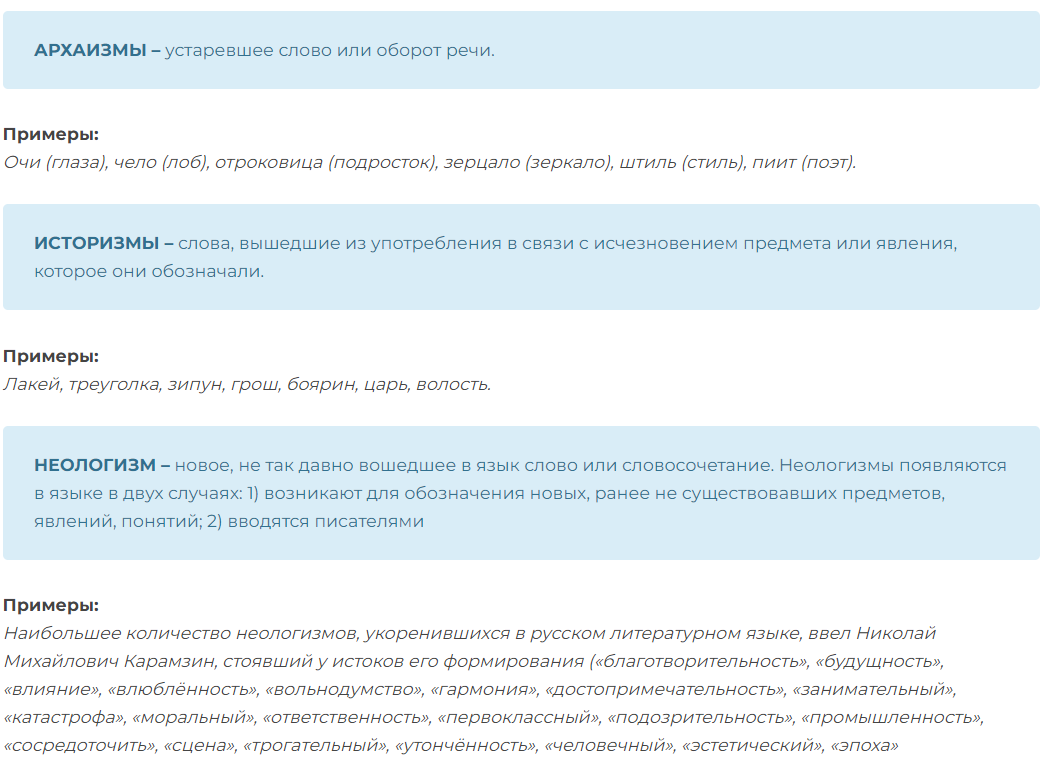 АРХАИЗМЫ – устаревшее слово или оборот речи.
Примеры:
Очи (глаза), чело (лоб), отроковица (подросток), зерцало (зеркало), штиль (стиль), пиит (поэт).
ИСТОРИЗМЫ – слова, вышедшие из употребления в связи с исчезновением предмета или явления,
которое они обозначали.
Примеры:
Лакей, треуголка, зипун, грош, боярин, царь, волость.
НЕОЛОГИЗМ – новое, не так давно вошедшее в язык слово или словосочетание. Неологизмы появляются
в языке в двух случаях: 1) возникают для обозначения новых, ранее не существовавших предметов,
явлений, понятий; 2) вводятся писателями
Примеры:
Наибольшее количество неологизмов, укоренившихся в русском литературном языке, ввел Николай
Михайлович Карамзин, стоявший у истоков его формирования («благотворительность», «будущность»,
«влияние», «влюблённость», «вольнодумство», «гармония», «достопримечательность», «занимательный»,
«катастрофа», «моральный», «ответственность», «первоклассный», «подозрительность», «промышленность»,
«сосредоточить», «сцена», «трогательный», «утончённость», «человечный», «эстетический», «эпоха»